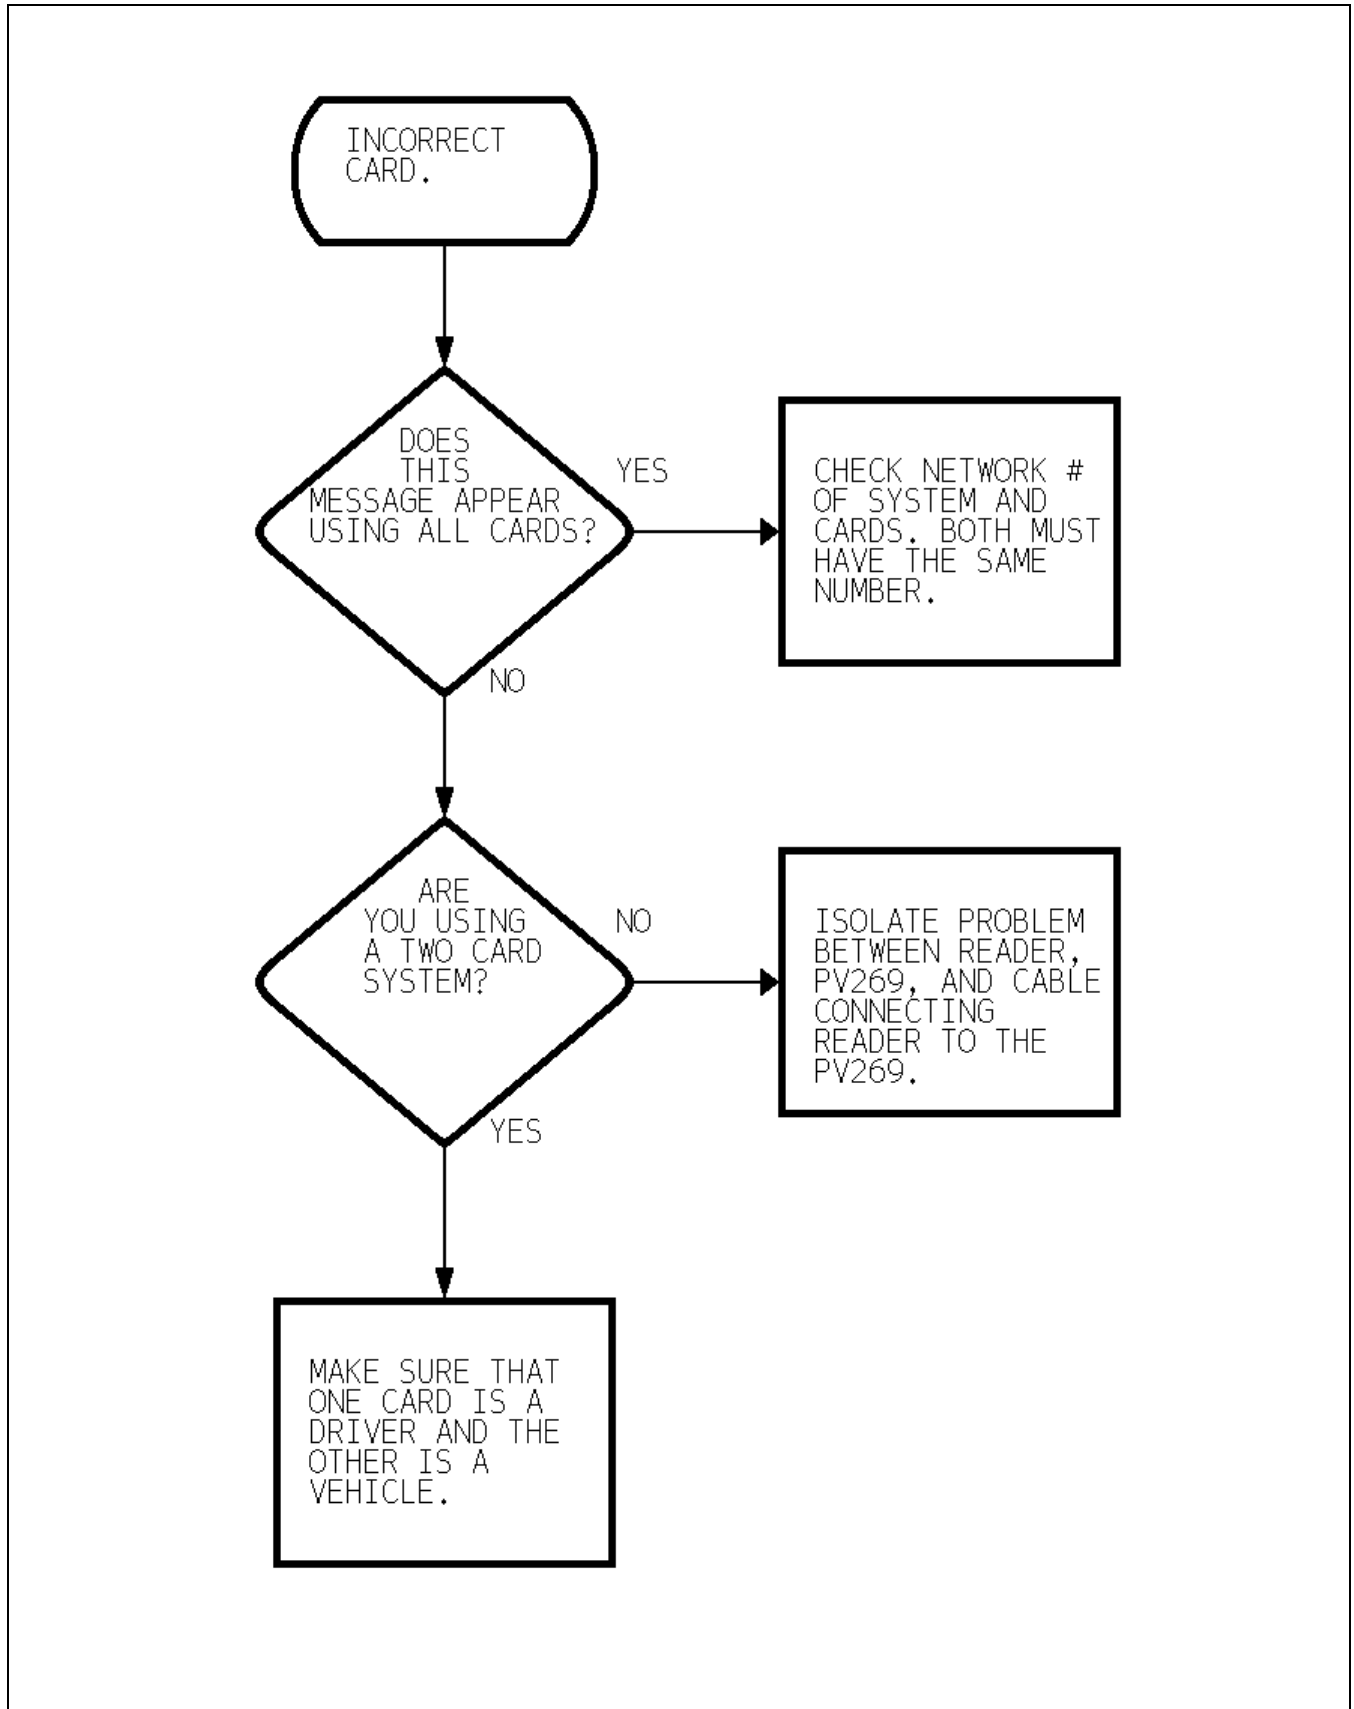 INCORRECT
CARD.
DOES
THIS
MESSAGE APPEAR
USING ALL CARDS?
YES
CHECK NETWORK #
OF SYSTEM AND
CARDS. BOTH MUST
HAVE THE SAME
NUMBER.
NO
ARE
YOU USING
A TWO CARD
SYSTEM?
NO
ISOLATE PROBLEM
BETWEEN READER,
PV269, AND CABLE
CONNECTING
READER TO THE
PV269.
YES
MAKE SURE THAT
ONE CARD IS A
DRIVER AND THE
OTHER IS A
VEHICLE.